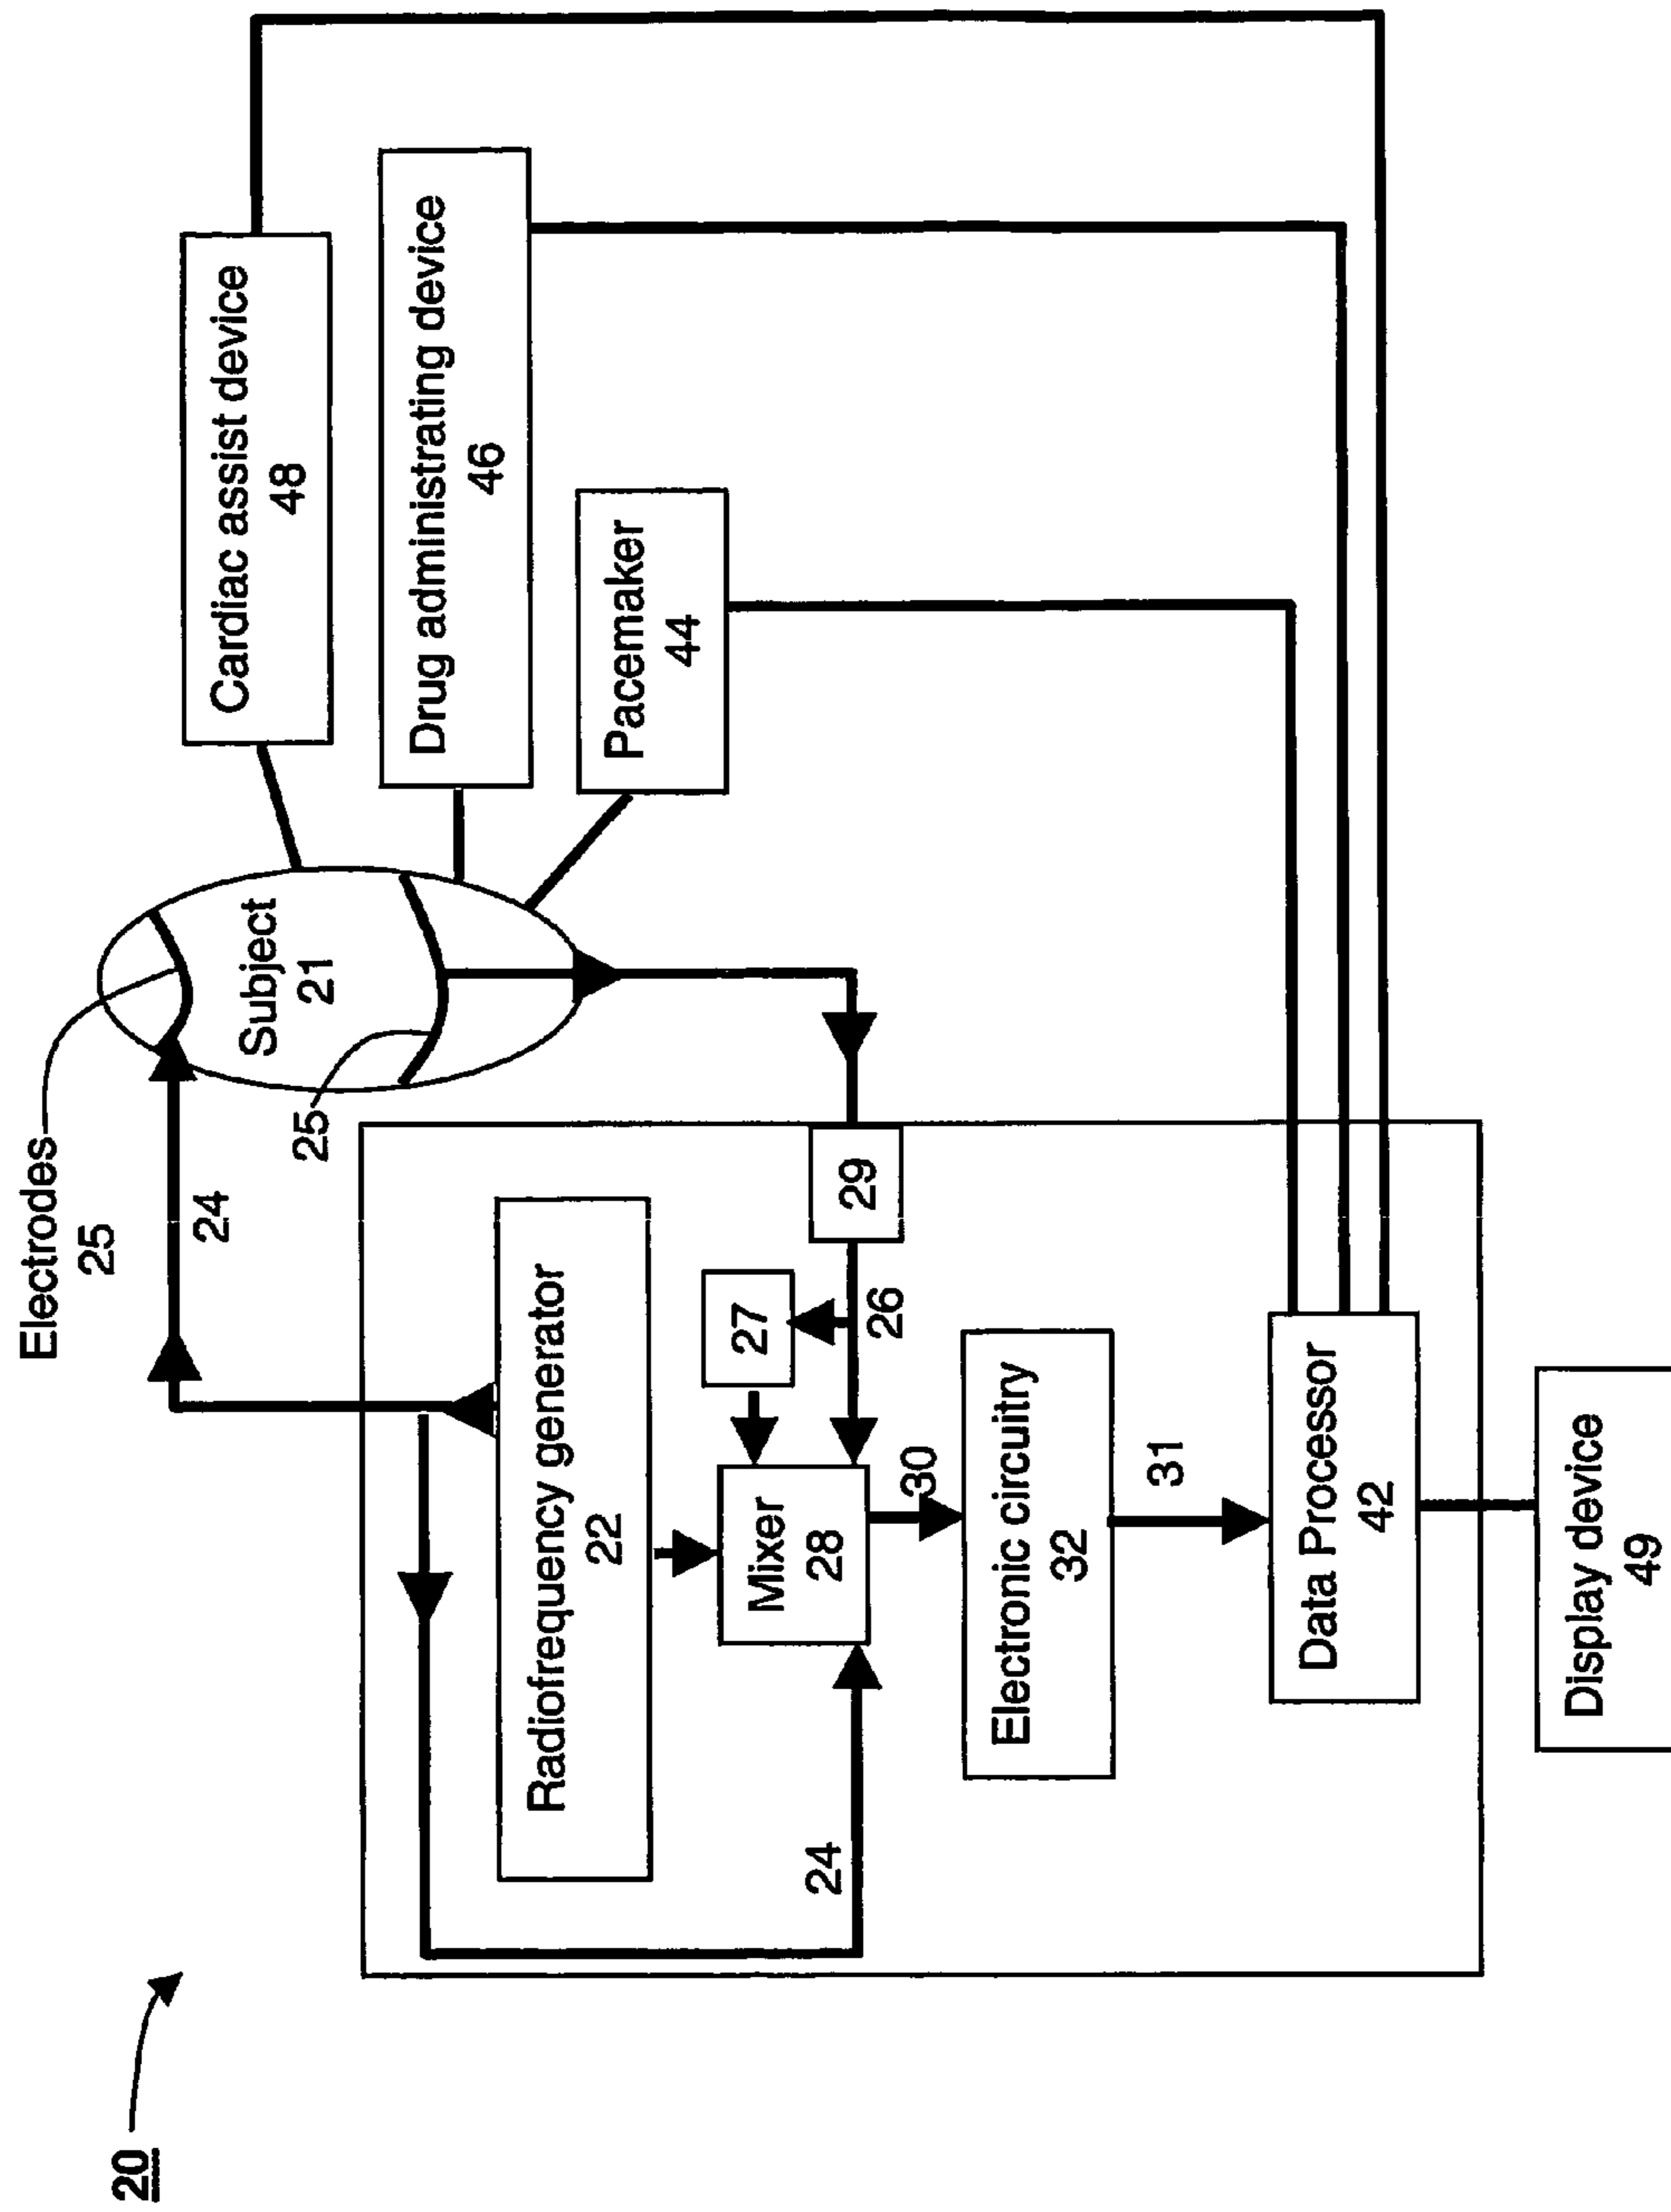 20
Electrodes
25
24
25
Subject
21
Cardiac assist device
48
Drug administrating device
46
Pacemaker
44
Radiofrequency generator
22
27
29
26
Mixer
28
24
30
Electronic circuitry
32
31
Data Processor
42
Display device
49